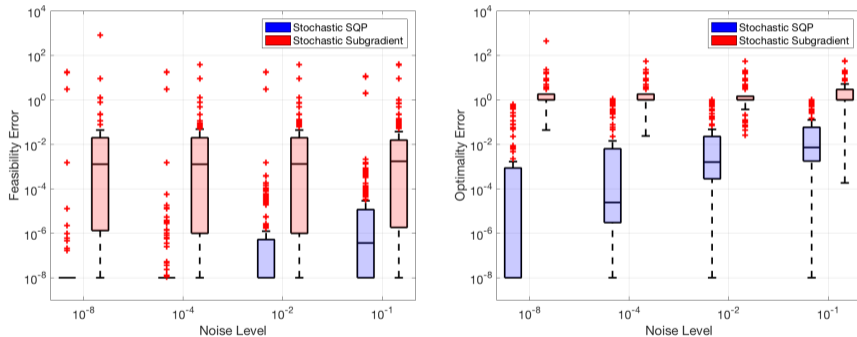 Stochastic SQP
Stochastic Subgradient
Feasibility Error
10^4
10^2
10^0
10^-2
10^-4
10^-6
10^-8
10^-8
10^-4
10^-2
10^-1
Noise Level
Stochastic SQP
Stochastic Subgradient
Optimality Error
10^4
10^2
10^0
10^-2
10^-4
10^-6
10^-8
10^-8
10^-4
10^-2
10^-1
Noise Level